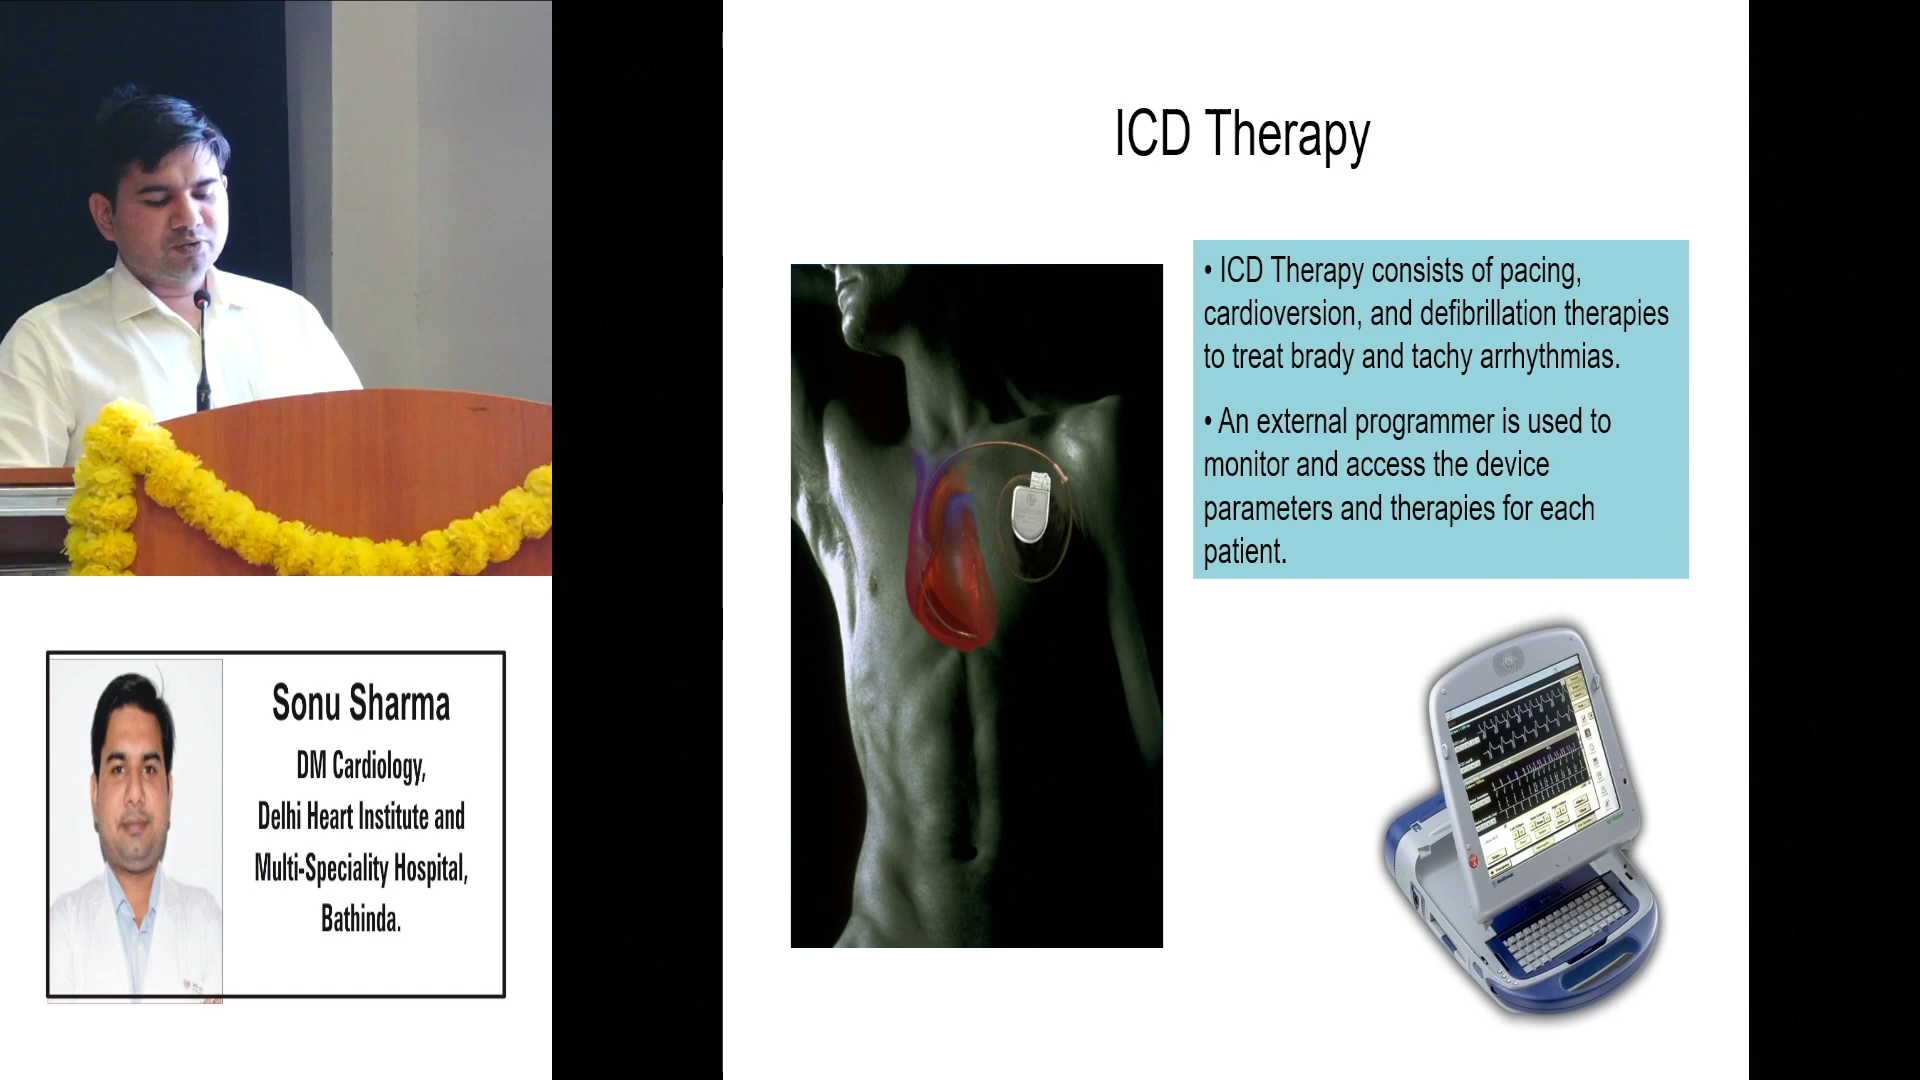 ICD Therapy
• ICD Therapy consists of pacing,
cardioversion, and defibrillation therapies
to treat brady and tachy arrhythmias.
• An external programmer is used to
monitor and access the device
parameters and therapies for each
patient.
Sonu Sharma
DM Cardiology,
Delhi Heart Institute and
Multi-Speciality Hospital,
Bathinda.